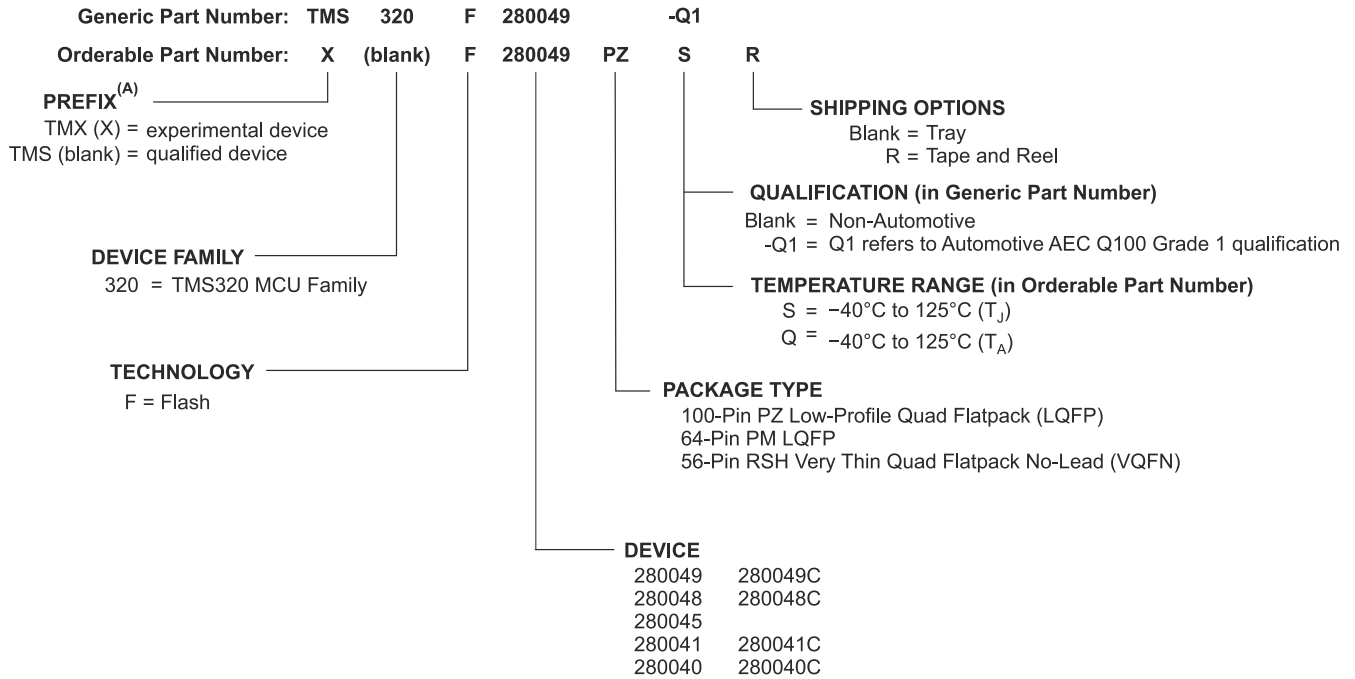 Generic Part Number: TMS 320 F 280049 -Q1
Orderable Part Number: X (blank) F 280049 PZ S R
PREFIX(A)
TMX (X) = experimental device
TMS (blank) = qualified device
SHIPPING OPTIONS
Blank = Tray
R = Tape and Reel
QUALIFICATION (in Generic Part Number)
Blank = Non-Automotive
-Q1 = Q1 refers to Automotive AEC Q100 Grade 1 qualification
DEVICE FAMILY
320 = TMS320 MCU Family
TEMPERATURE RANGE (in Orderable Part Number)
S = −40°C to 125°C (TJ)
Q = −40°C to 125°C (TA)
TECHNOLOGY
F = Flash
PACKAGE TYPE
100-Pin PZ Low-Profile Quad Flatpack (LQFP)
64-Pin PM LQFP
56-Pin RSH Very Thin Quad Flatpack No-Lead (VQFN)
DEVICE
280049 280049C
280048 280048C
280045
280041 280041C
280040 280040C